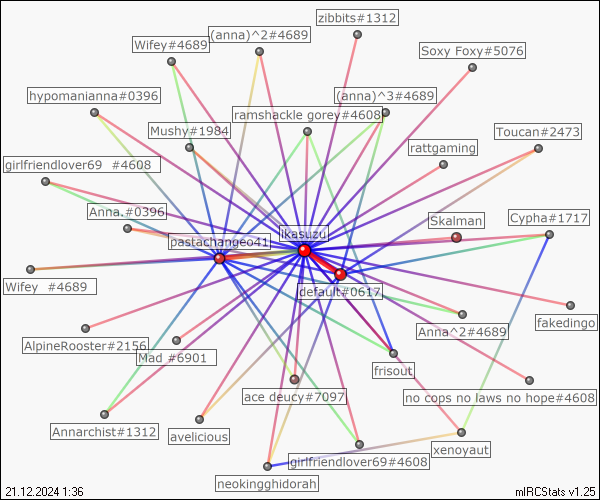 zibbits#1312
(anna)^2#4689
Wifey#4689
Soxy Foxy#5076
hypomanianna#0396
(anna)^3#4689
ramshackle gorey#4608
Mushy#1984
Toucan#2473
rattgaming
girlfriendlover69 #4608
Anna.#0396
Skalman
Cypha#1717
ikasuzu
pastachangeo41
Wifey #4689
default#0617
fakedingo
Anna^2#4689
AlpineRooster#2156
Mad #6901
frisout
ace deucy#7097
no cops no laws no hope#4608
Annarchist#1312
avelicious
xenoyaut
girlfriendlover69#4608
neokingghidorah
21.12.2024 1:36
mIRCStats v1.25